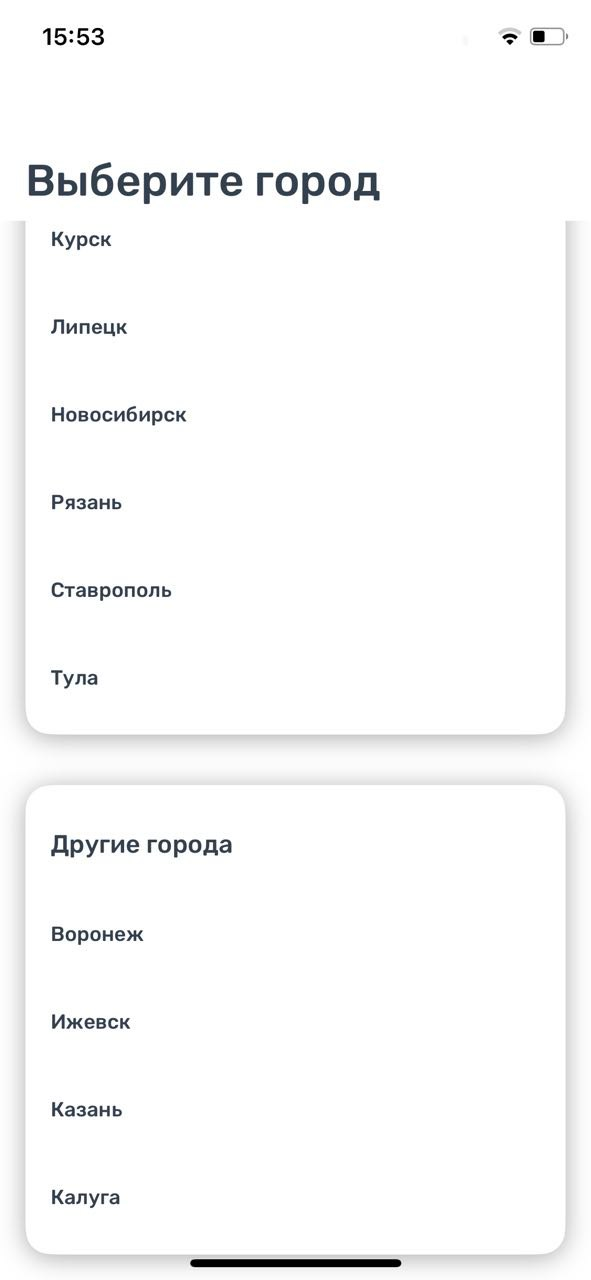 15:53
Выберите город
Курск
Липецк
Новосибирск
Рязань
Ставрополь
Тула
Другие города
Воронеж
Ижевск
Казань
Калуга